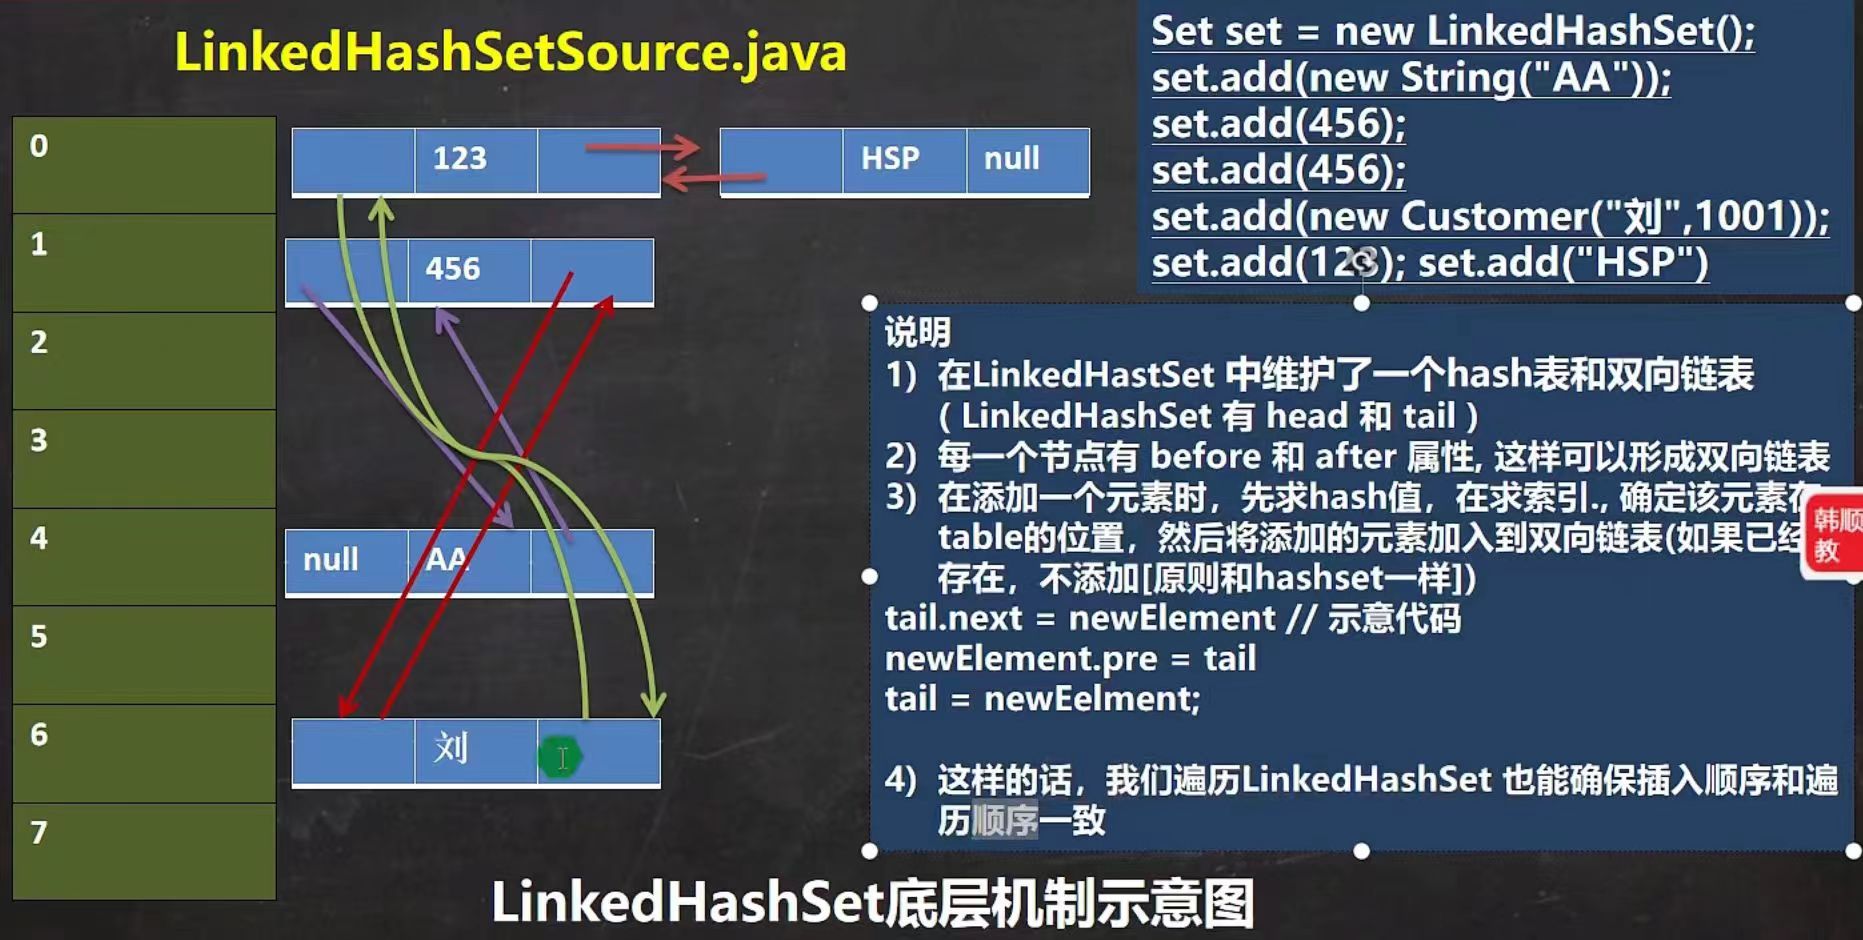 LinkedHashSetSource.java
Set set = new LinkedHashSet();
set.add(new String("AA"));
set.add(456);
set.add(456);
set.add(new Customer("刘",1001));
set.add(123); set.add("HSP")
0
123
HSP
null
1
456
2
3
4
null
AA
5
6
刘
7
说明
1) 在LinkedHastSet 中维护了一个hash表和双向链表
( LinkedHashSet 有 head 和 tail )
2) 每一个节点有 before 和 after 属性, 这样可以形成双向链表
3) 在添加一个元素时，先求hash值，在求索引., 确定该元素在
table的位置，然后将添加的元素加入到双向链表(如果已经
存在，不添加[原则和hashset一样])
tail.next = newElement // 示意代码
newElement.pre = tail
tail = newEelment;
4) 这样的话，我们遍历LinkedHashSet 也能确保插入顺序和遍
历顺序一致
韩顺
教
LinkedHashSet底层机制示意图